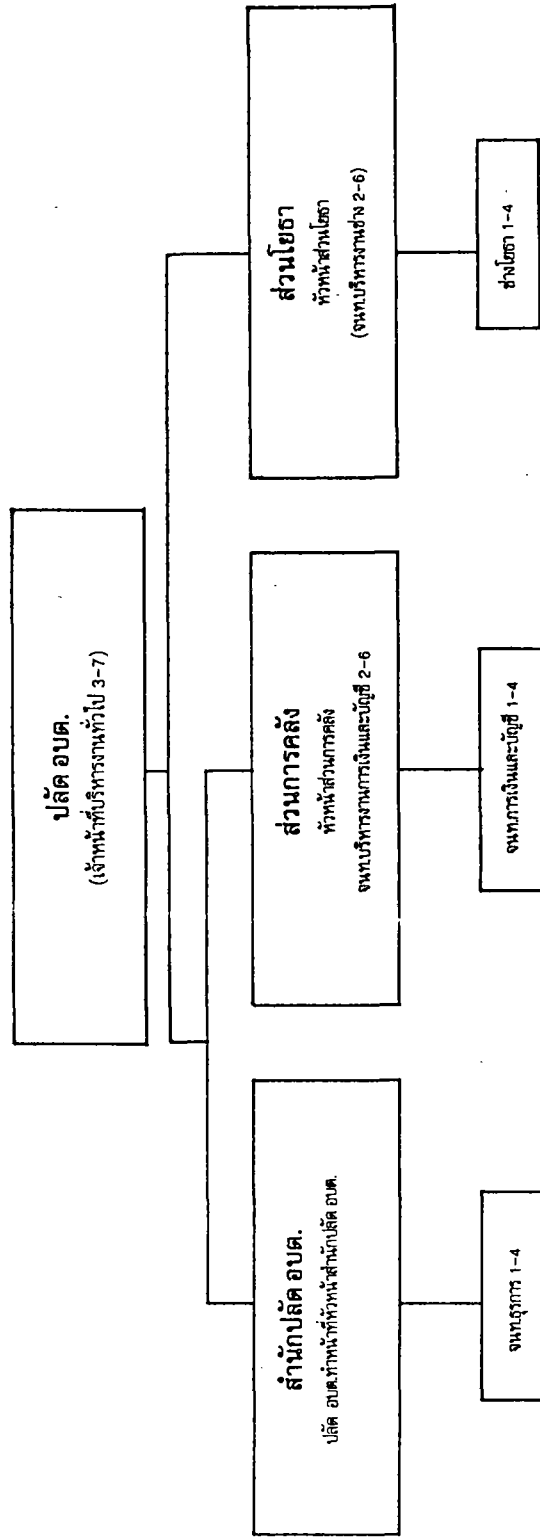 ปลัด อบต.
(เจ้าหน้าที่บริหารงานทั่วไป 3-7)
สำนักปลัด อบต.
ปลัด อบต.ทำหน้าที่หัวหน้าสำนักปลัด อบต.
จนท.ธุรการ 1-4
ส่วนการคลัง
หัวหน้าส่วนการคลัง
จนท.บริหารงานการเงินและบัญชี 2-6
จนท.การเงินและบัญชี 1-4
ส่วนโยธา
หัวหน้าส่วนโยธา
(จนท.บริหารงานช่าง 2-6)
ช่างโยธา 1-4